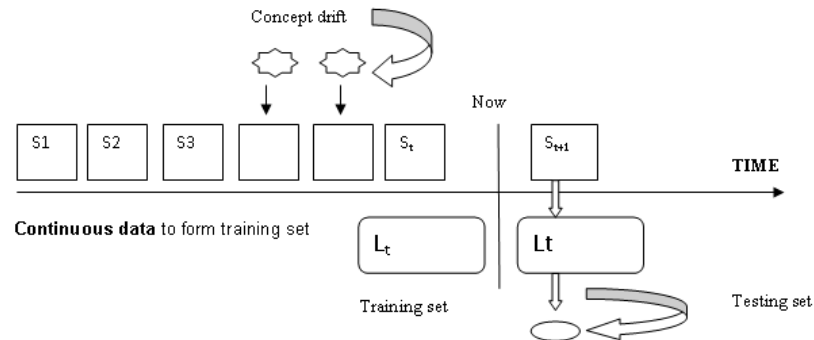 Concept drift
Now
S1 S2 S3 Sₜ Sₜ₊₁
TIME
Continuous data to form training set
Lₜ Lt
Training set
Testing set